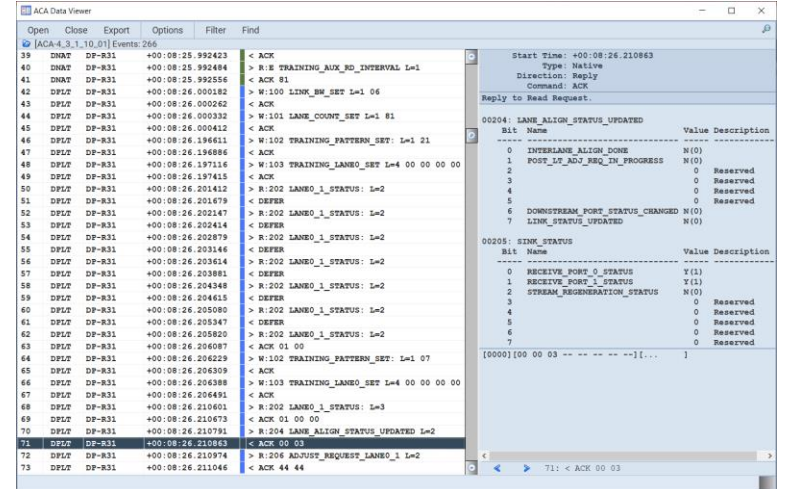 ACA Data Viewer
Open Close Export Options Filter Find
[ACA-4_3_1_10_01] Events: 266
39 DNAT DP-R31 +00:08:25.992423 < ACK
40 DNAT DP-R31 +00:08:25.992484 > R:E TRAINING_AUX_RD_INTERVAL L=1
41 DNAT DP-R31 +00:08:25.992556 < ACK 81
42 DPLT DP-R31 +00:08:26.000182 > W:100 LINK_BW_SET L=1 06
43 DPLT DP-R31 +00:08:26.000262 < ACK
44 DPLT DP-R31 +00:08:26.000332 > W:101 LANE_COUNT_SET L=1 81
45 DPLT DP-R31 +00:08:26.000412 < ACK
46 DPLT DP-R31 +00:08:26.196611 > W:102 TRAINING_PATTERN_SET: L=1 21
47 DPLT DP-R31 +00:08:26.196886 < ACK
48 DPLT DP-R31 +00:08:26.197116 > W:103 TRAINING_LANE0_SET L=4 00 00 00 00
49 DPLT DP-R31 +00:08:26.197415 < ACK
50 DPLT DP-R31 +00:08:26.201412 > R:202 LANE0_1_STATUS: L=2
51 DPLT DP-R31 +00:08:26.201679 < DEFER
52 DPLT DP-R31 +00:08:26.202147 > R:202 LANE0_1_STATUS: L=2
53 DPLT DP-R31 +00:08:26.202414 < DEFER
54 DPLT DP-R31 +00:08:26.202879 > R:202 LANE0_1_STATUS: L=2
55 DPLT DP-R31 +00:08:26.203146 < DEFER
56 DPLT DP-R31 +00:08:26.203614 > R:202 LANE0_1_STATUS: L=2
57 DPLT DP-R31 +00:08:26.203881 < DEFER
58 DPLT DP-R31 +00:08:26.204348 > R:202 LANE0_1_STATUS: L=2
59 DPLT DP-R31 +00:08:26.204615 < DEFER
60 DPLT DP-R31 +00:08:26.205080 > R:202 LANE0_1_STATUS: L=2
61 DPLT DP-R31 +00:08:26.205347 < DEFER
62 DPLT DP-R31 +00:08:26.205820 > R:202 LANE0_1_STATUS: L=2
63 DPLT DP-R31 +00:08:26.206087 < ACK 01 00
64 DPLT DP-R31 +00:08:26.206229 > W:102 TRAINING_PATTERN_SET: L=1 07
65 DPLT DP-R31 +00:08:26.206309 < ACK
66 DPLT DP-R31 +00:08:26.206388 > W:103 TRAINING_LANE0_SET L=4 00 00 00 00
67 DPLT DP-R31 +00:08:26.206491 < ACK
68 DPLT DP-R31 +00:08:26.210601 > R:202 LANE0_1_STATUS: L=3
69 DPLT DP-R31 +00:08:26.210673 < ACK 01 00 00
70 DPLT DP-R31 +00:08:26.210791 > R:204 LANE_ALIGN_STATUS_UPDATED L=2
71 DPLT DP-R31 +00:08:26.210863 < ACK 00 03
72 DPLT DP-R31 +00:08:26.210974 > R:206 ADJUST_REQUEST_LANE0_1 L=2
73 DPLT DP-R31 +00:08:26.211046 < ACK 44 44
Start Time: +00:08:26.210863
Type: Native
Direction: Reply
Command: ACK
Reply to Read Request.
00204: LANE_ALIGN_STATUS_UPDATED
Bit Name Value Description
0 INTERLANE_ALIGN_DONE N(0)
1 POST_LT_ADJ_REQ_IN_PROGRESS N(0)
2 0 Reserved
3 0 Reserved
4 0 Reserved
5 0 Reserved
6 DOWNSTREAM_PORT_STATUS_CHANGED N(0)
7 LINK_STATUS_UPDATED N(0)
00205: SINK_STATUS
Bit Name Value Description
0 RECEIVE_PORT_0_STATUS Y(1)
1 RECEIVE_PORT_1_STATUS Y(1)
2 STREAM_REGENERATION_STATUS N(0)
3 0 Reserved
4 0 Reserved
5 0 Reserved
6 0 Reserved
7 0 Reserved
[0000][00 00 03 -- -- -- -- --][... ]
71: < ACK 00 03